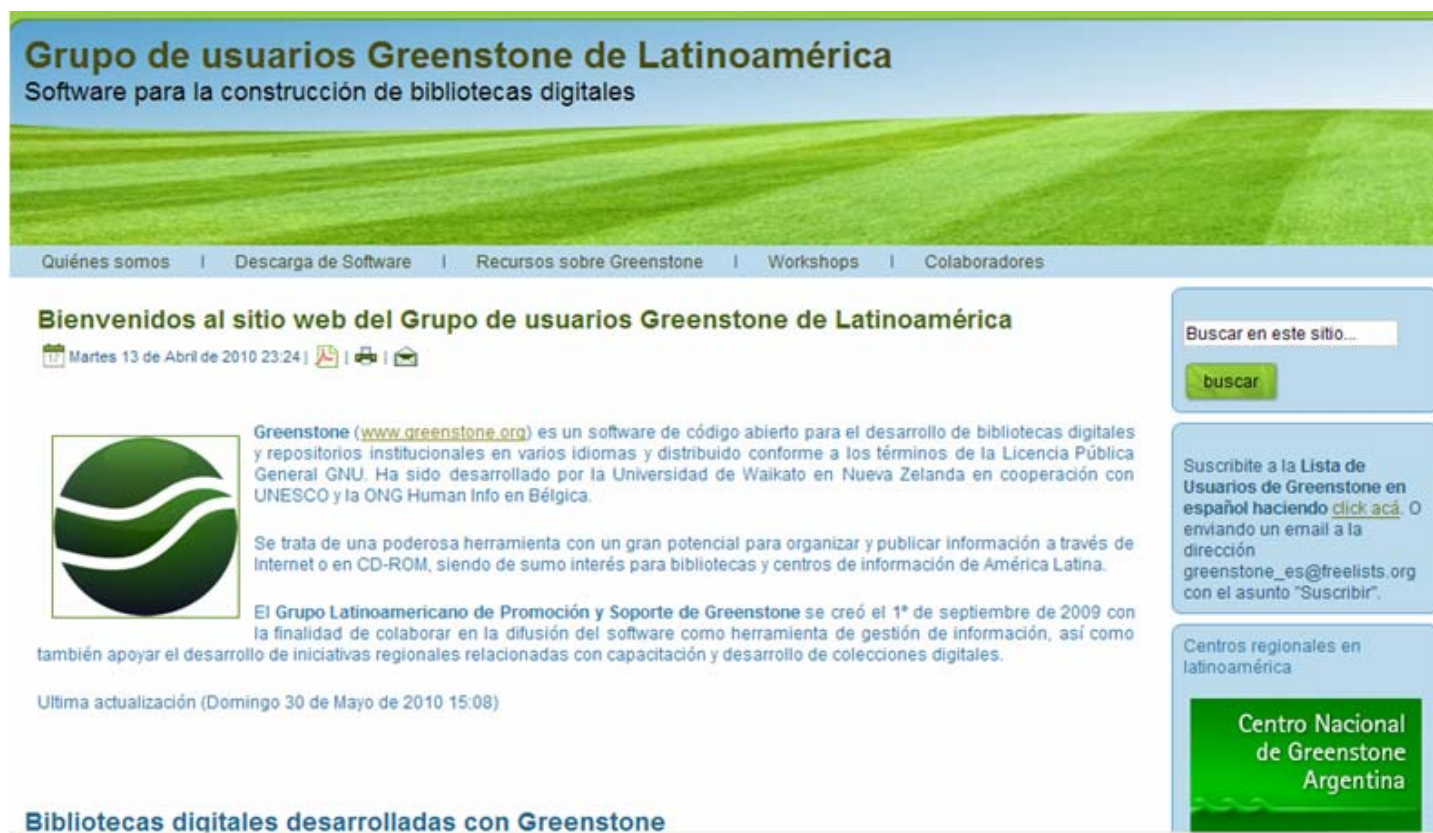 Grupo de usuarios Greenstone de Latinoamérica
Software para la construcción de bibliotecas digitales
Quiénes somos | Descarga de Software | Recursos sobre Greenstone | Workshops | Colaboradores
Bienvenidos al sitio web del Grupo de usuarios Greenstone de Latinoamérica
Martes 13 de Abril de 2010 23:24 | | |
Greenstone (www.greenstone.org) es un software de código abierto para el desarrollo de bibliotecas digitales
y repositorios institucionales en varios idiomas y distribuido conforme a los términos de la Licencia Pública
General GNU. Ha sido desarrollado por la Universidad de Waikato en Nueva Zelanda en cooperación con
UNESCO y la ONG Human Info en Bélgica.
Se trata de una poderosa herramienta con un gran potencial para organizar y publicar información a través de
Internet o en CD-ROM, siendo de sumo interés para bibliotecas y centros de información de América Latina.
El Grupo Latinoamericano de Promoción y Soporte de Greenstone se creó el 1º de septiembre de 2009 con
la finalidad de colaborar en la difusión del software como herramienta de gestión de información, así como
también apoyar el desarrollo de iniciativas regionales relacionadas con capacitación y desarrollo de colecciones digitales.
Ultima actualización (Domingo 30 de Mayo de 2010 15:08)
Bibliotecas digitales desarrolladas con Greenstone
Buscar en este sitio...
buscar
Suscribite a la Lista de
Usuarios de Greenstone en
español haciendo click acá. O
enviando un email a la
dirección
greenstone_es@freelists.org
con el asunto "Suscribir".
Centros regionales en
latinoamérica
Centro Nacional
de Greenstone
Argentina